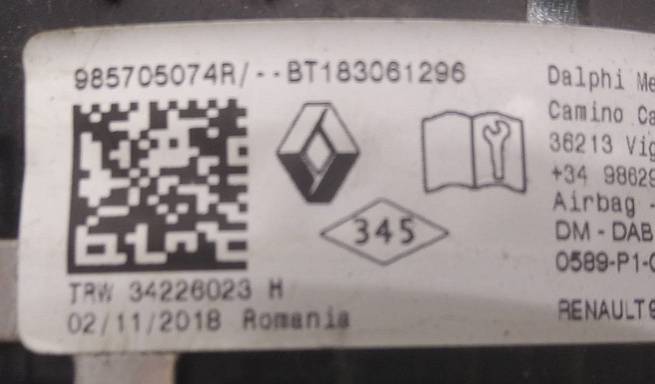 985705074R/--BT183061296
345
TRW 34226023 H
02/11/2018 Romania
Dalphi Me
Camino Ca
36213 Vig
+34 98629
Airbag -
DM - DAB
0589-P1-
RENAULT